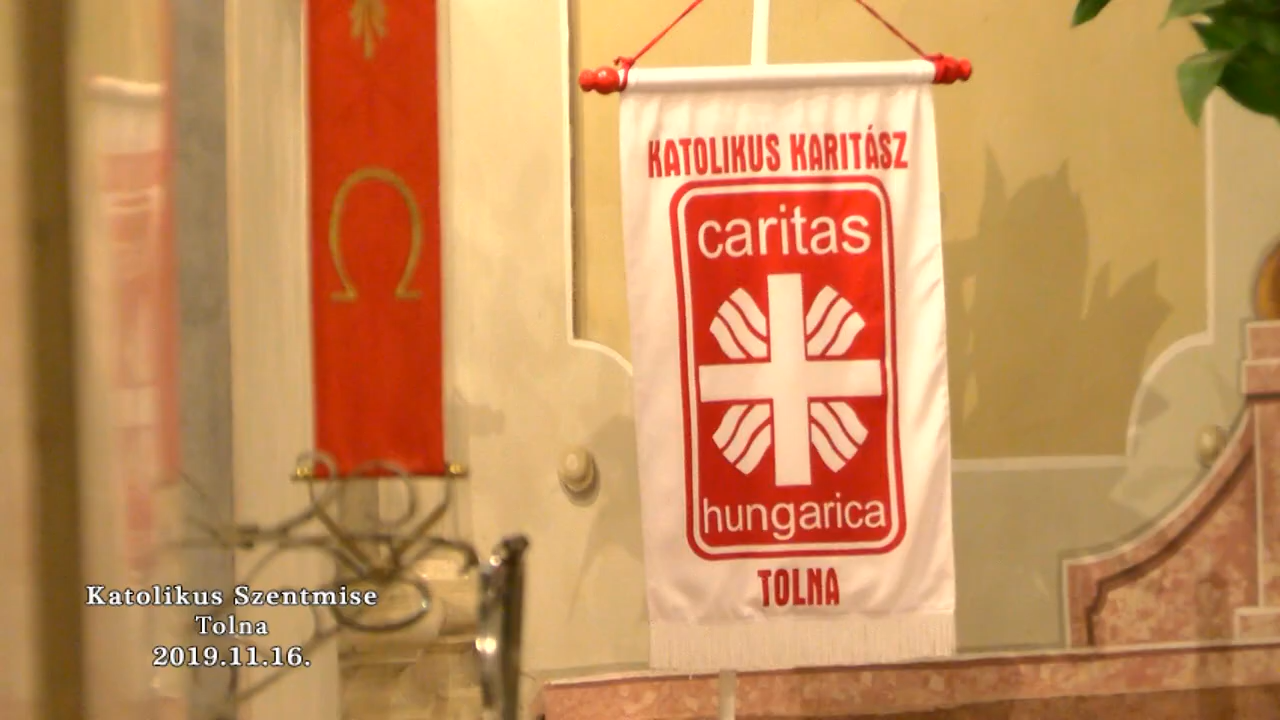 Ω
KATOLIKUS KARITÁSZ
caritas
hungarica
TOLNA
Katolikus Szentmise
Tolna
2019.11.16.